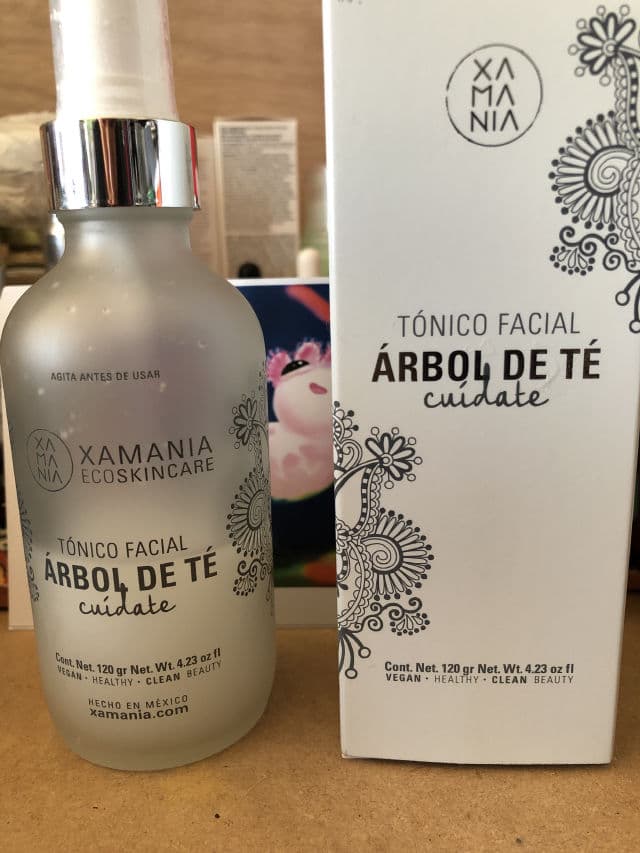 AGITA ANTES DE USAR
XA
MA
NIA
XAMANIA
ECOSKINCARE
TÓNICO FACIAL
ÁRBOL DE TÉ
cuídate
Cont. Net. 120 gr Net. Wt. 4.23 oz fl
VEGAN · HEALTHY · CLEAN BEAUTY
HECHO EN MÉXICO
xamania.com
XA
MA
NIA
TÓNICO FACIAL
ÁRBOL DE TÉ
cuídate
Cont. Net. 120 gr Net. Wt. 4.23 oz fl
VEGAN · HEALTHY · CLEAN BEAUTY